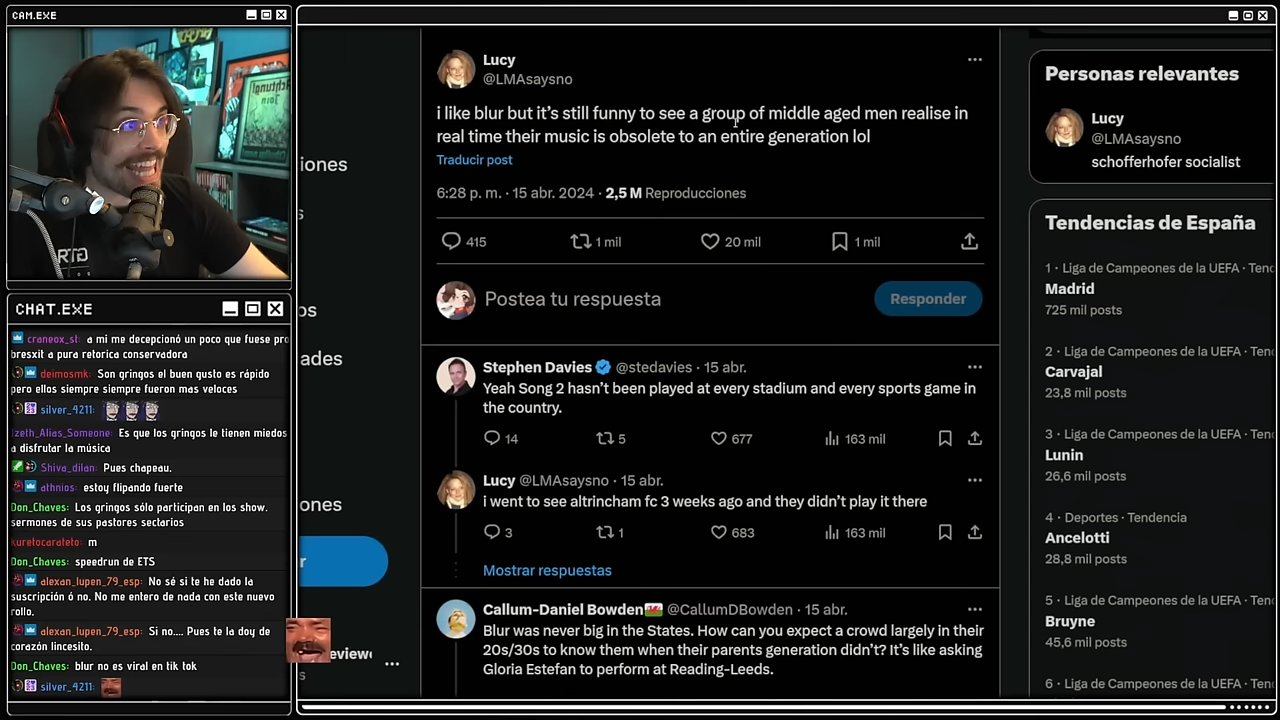 CAM.EXE
Achtung!
CHAT.EXE
craneox_st: a mi me decepcionó un poco que fuese pro
bresxit a pura retorica conservadora
deimosmk: Son gringos el buen gusto es rápido
pero ellos siempre siempre fueron mas veloces
silver_4211:
Izeth_Alias_Someone: Es que los gringos le tienen miedos
a disfrutar la música
Shiva_dilan: Pues chapeau.
athnios: estoy flipando fuerte
Don_Chaves: Los gringos sólo participan en los show.
sermones de sus pastores sectarios
kuretocarateto: m
Don_Chaves: speedrun de ETS
alexan_lupen_79_esp: No sé si te he dado la
suscripción ó no. No me entero de nada con este nuevo
rollo.
alexan_lupen_79_esp: Si no.... Pues te la doy de
corazón lincesito.
Don_Chaves: blur no es viral en tik tok
silver_4211:
iones
s
os
ades
ones
r
eview
s
Lucy
@LMAsaysno
i like blur but it's still funny to see a group of middle aged men realise in
real time their music is obsolete to an entire generation lol
Traducir post
6:28 p. m. · 15 abr. 2024 · 2,5 M Reproducciones
415 1 mil 20 mil 1 mil
Postea tu respuesta
Responder
Stephen Davies @stedavies · 15 abr.
Yeah Song 2 hasn't been played at every stadium and every sports game in
the country.
14 5 677 163 mil
Lucy @LMAsaysno · 15 abr.
i went to see altrincham fc 3 weeks ago and they didn't play it there
3 1 683 163 mil
Mostrar respuestas
Callum-Daniel Bowden🏴󠁧󠁢󠁷󠁬󠁳󠁿 @CallumDBowden · 15 abr.
Blur was never big in the States. How can you expect a crowd largely in their
20s/30s to know them when their parents generation didn't? It's like asking
Gloria Estefan to perform at Reading-Leeds.
Personas relevantes
Lucy
@LMAsaysno
schofferhofer socialist
Tendencias de España
1 · Liga de Campeones de la UEFA · Tenc
Madrid
725 mil posts
2 · Liga de Campeones de la UEFA · Tenc
Carvajal
23,8 mil posts
3 · Liga de Campeones de la UEFA · Tenc
Lunin
26,6 mil posts
4 · Deportes · Tendencia
Ancelotti
28,8 mil posts
5 · Liga de Campeones de la UEFA · Tenc
Bruyne
45,6 mil posts
6 · Liga de Campeones de la UEFA · Tenc